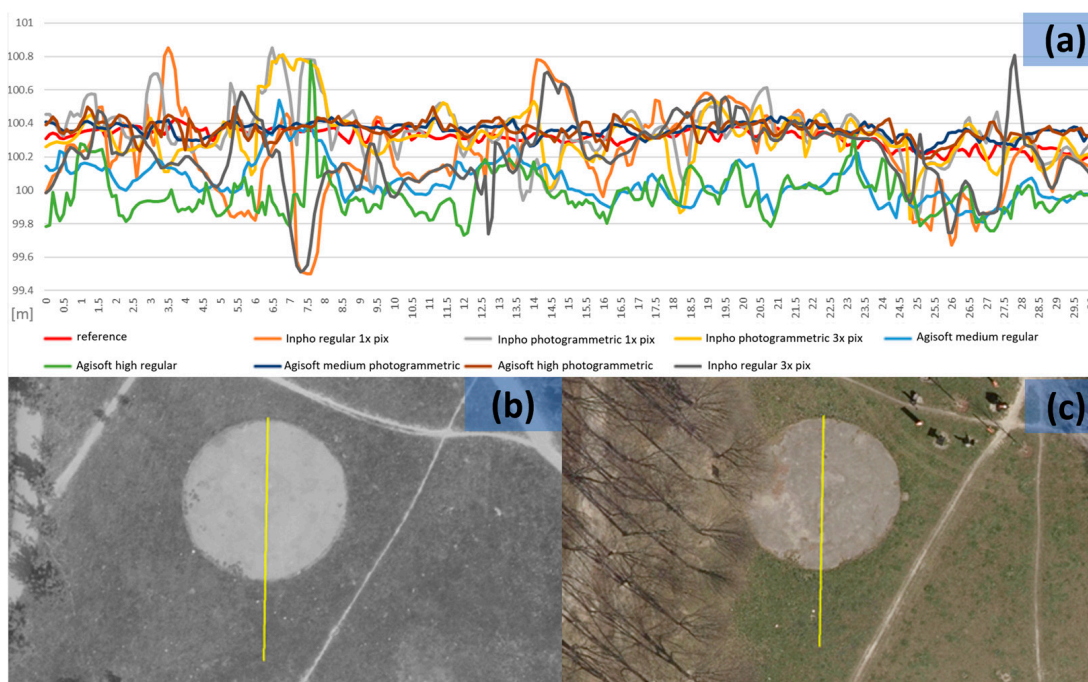 101
(a)
100.8
100.6
100.4
100.2
100
99.8
99.6
99.4
0 0.5 1 1.5 2 2.5 3 3.5 4 4.5 5 5.5 6 6.5 7 7.5 8 8.5 9 9.5 10 10.5 11 11.5 12 12.5 13 13.5 14 14.5 15 15.5 16 16.5 17 17.5 18 18.5 19 19.5 20 20.5 21 21.5 22 22.5 23 23.5 24 24.5 25 25.5 26 26.5 27 27.5 28 28.5 29 29.5
[m]
reference Inpho regular 1x pix Inpho photogrammetric 1x pix Inpho photogrammetric 3x pix Agisoft medium regular
Agisoft high regular Agisoft medium photogrammetric Agisoft high photogrammetric Inpho regular 3x pix
(b) (c)